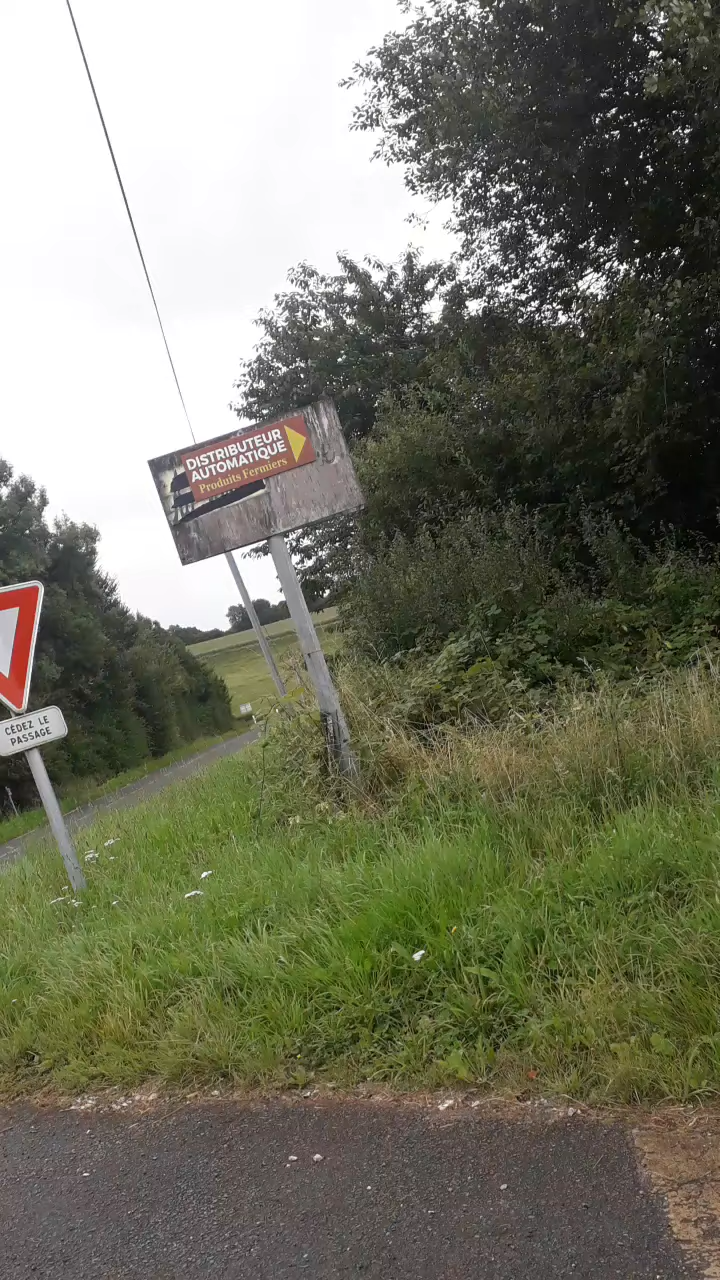 DISTRIBUTEUR
AUTOMATIQUE
Produits Fermiers
CÉDEZ LE
PASSAGE